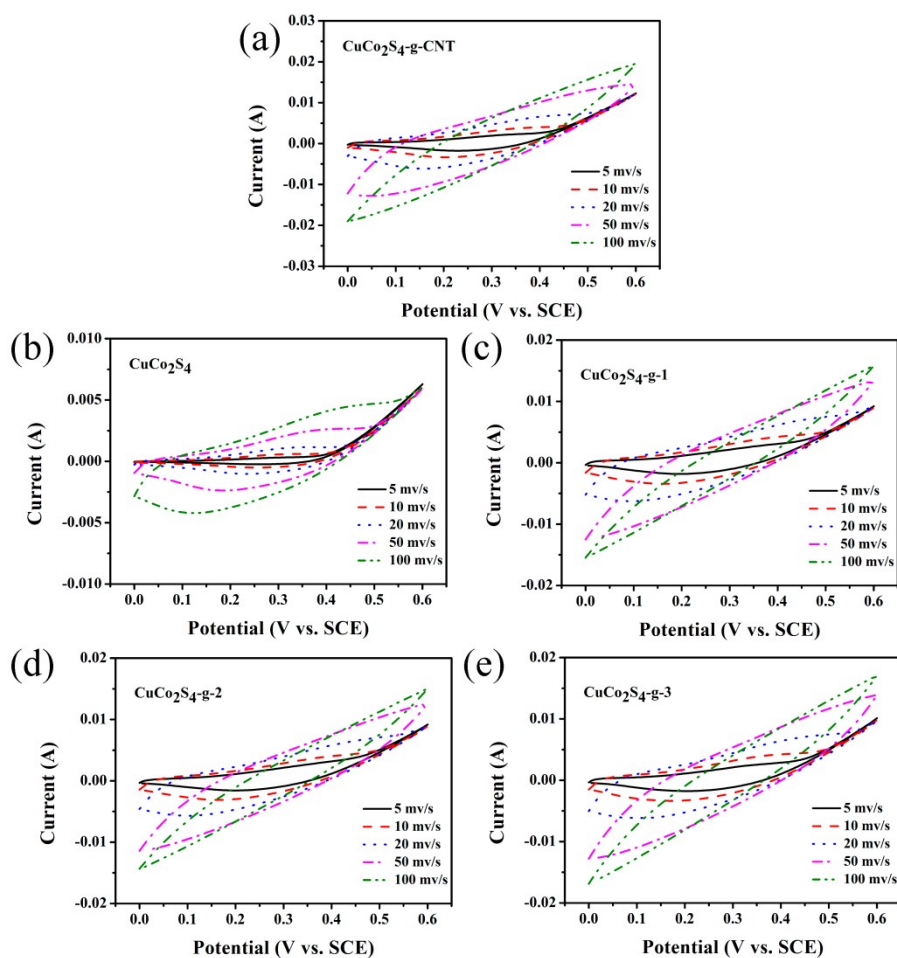 (a)
CuCo2S4-g-CNT
0.03
0.02
0.01
0.00
-0.01
-0.02
-0.03
Current (A)
5 mv/s
10 mv/s
20 mv/s
50 mv/s
100 mv/s
0.0 0.1 0.2 0.3 0.4 0.5 0.6
Potential (V vs. SCE)
(b)
CuCo2S4
0.010
0.005
0.000
-0.005
-0.010
Current (A)
5 mv/s
10 mv/s
20 mv/s
50 mv/s
100 mv/s
0.0 0.1 0.2 0.3 0.4 0.5 0.6
Potential (V vs. SCE)
(c)
CuCo2S4-g-1
0.02
0.01
0.00
-0.01
-0.02
Current (A)
5 mv/s
10 mv/s
20 mv/s
50 mv/s
100 mv/s
0.0 0.1 0.2 0.3 0.4 0.5 0.6
Potential (V vs. SCE)
(d)
CuCo2S4-g-2
0.02
0.01
0.00
-0.01
-0.02
Current (A)
5 mv/s
10 mv/s
20 mv/s
50 mv/s
100 mv/s
0.0 0.1 0.2 0.3 0.4 0.5 0.6
Potential (V vs. SCE)
(e)
CuCo2S4-g-3
0.02
0.01
0.00
-0.01
-0.02
Current (A)
5 mv/s
10 mv/s
20 mv/s
50 mv/s
100 mv/s
0.0 0.1 0.2 0.3 0.4 0.5 0.6
Potential (V vs. SCE)